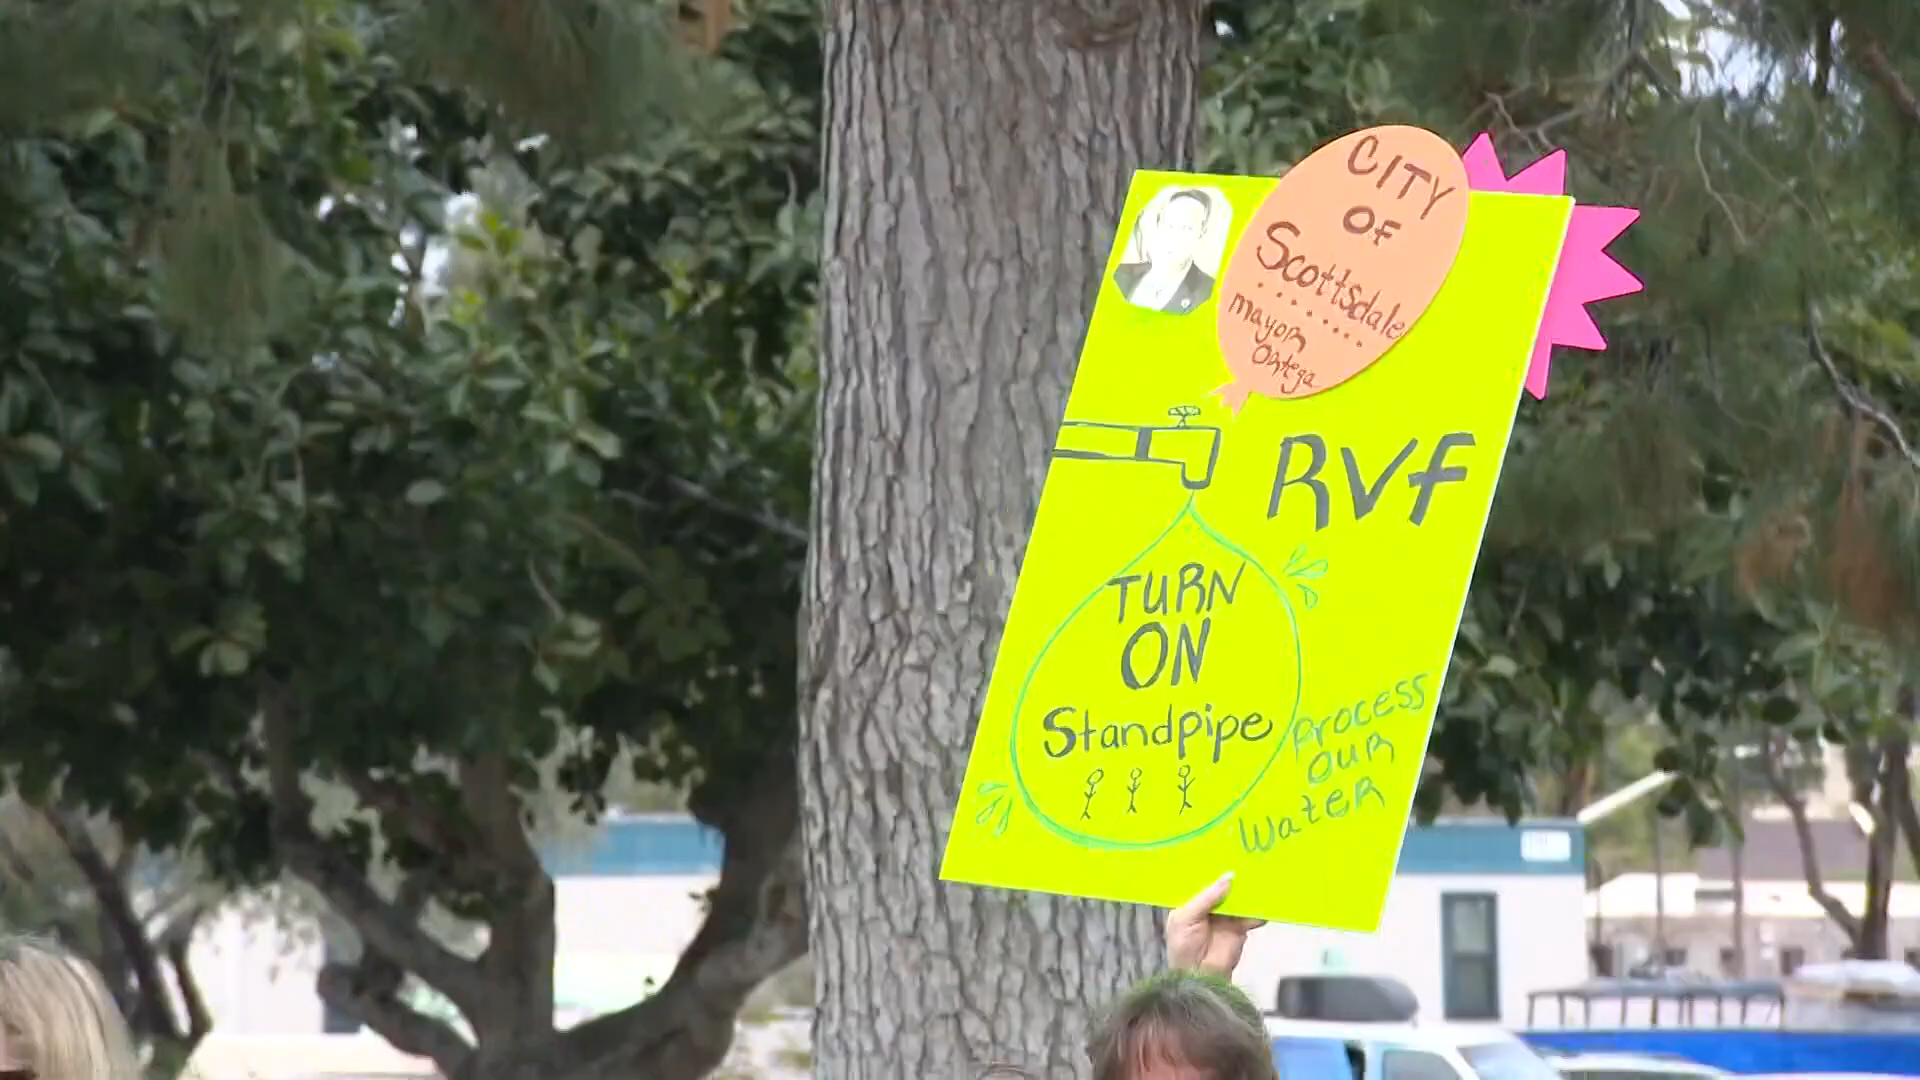 CITY
OF
Scottsdale
mayor
Ortega
RVf
TURN
ON
Standpipe
process
OUR
WatER